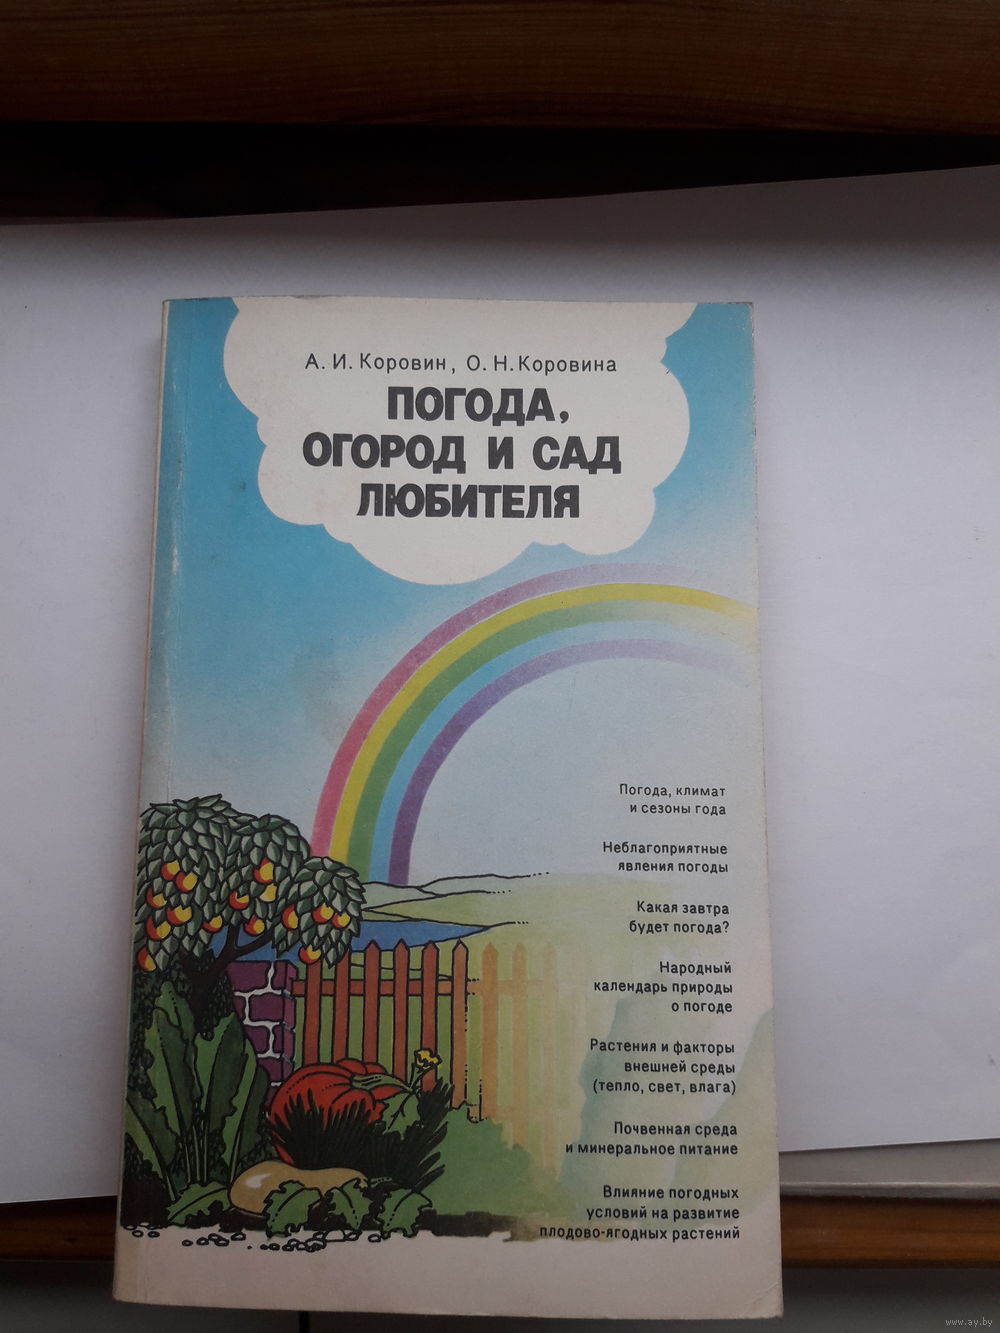 А. И. Коровин, О. Н. Коровина
ПОГОДА,
ОГОРОД И САД
ЛЮБИТЕЛЯ
Погода, климат
и сезоны года
Неблагоприятные
явления погоды
Какая завтра
будет погода?
Народный
календарь природы
о погоде
Растения и факторы
внешней среды
(тепло, свет, влага)
Почвенная среда
и минеральное питание
Влияние погодных
условий на развитие
плодово-ягодных растений
www.ay.by